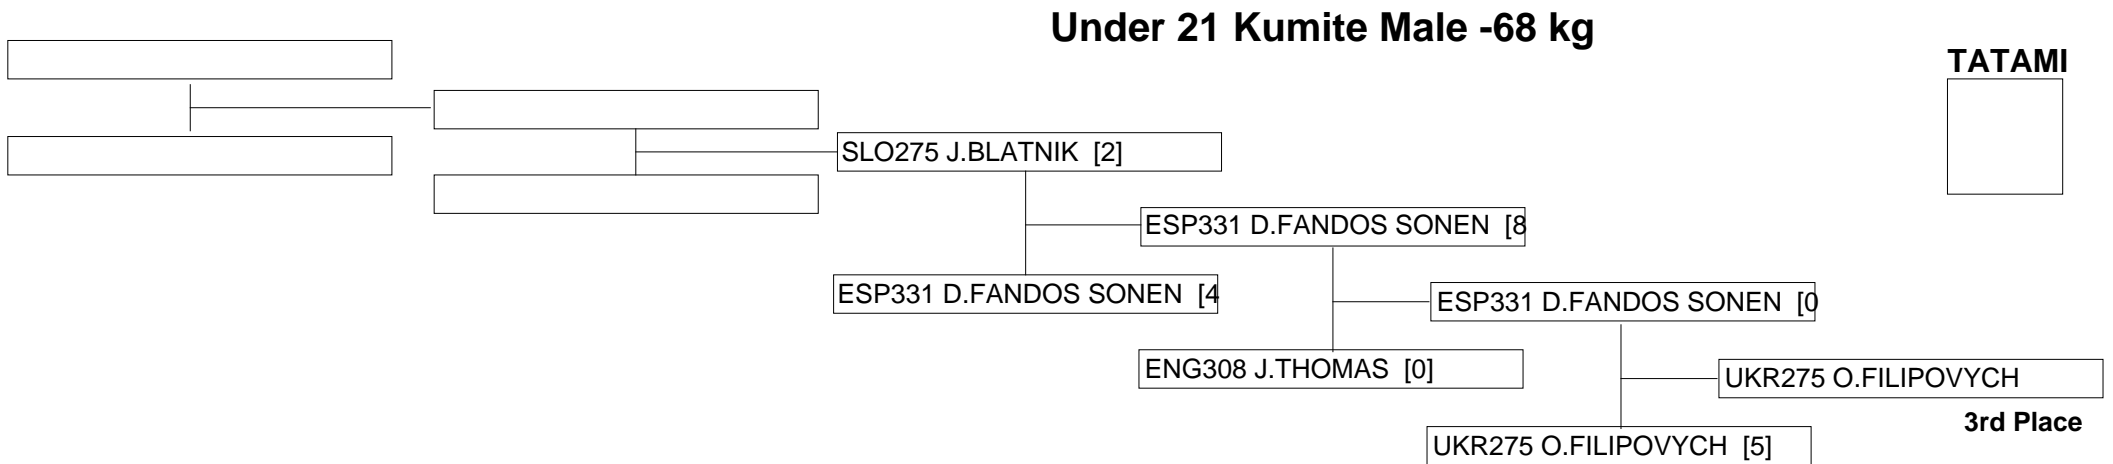 Under 21 Kumite Male -68 kg
TATAMI
SLO275 J.BLATNIK [2]
ESP331 D.FANDOS SONEN [8
ESP331 D.FANDOS SONEN [4
ESP331 D.FANDOS SONEN [0
ENG308 J.THOMAS [0]
UKR275 O.FILIPOVYCH
3rd Place
UKR275 O.FILIPOVYCH [5]